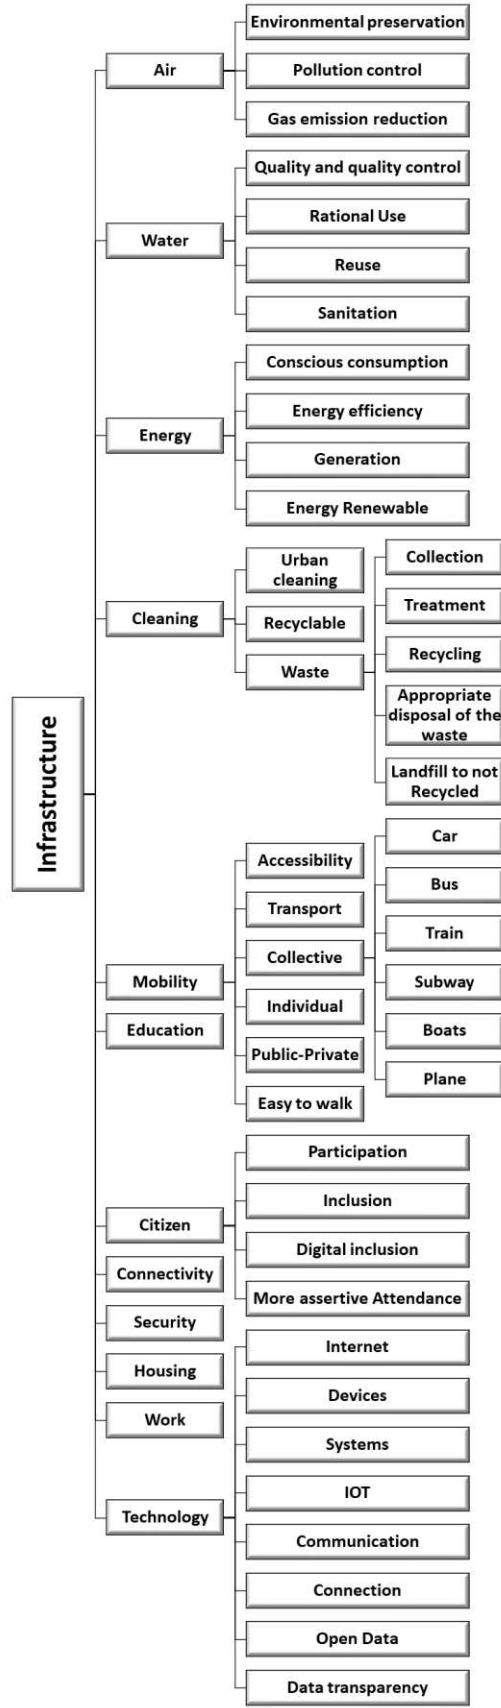 Infrastructure
Air
Environmental preservation
Pollution control
Gas emission reduction
Water
Quality and quality control
Rational Use
Reuse
Sanitation
Energy
Conscious consumption
Energy efficiency
Generation
Energy Renewable
Cleaning
Urban
cleaning
Recyclable
Waste
Collection
Treatment
Recycling
Appropriate
disposal of the
waste
Landfill to not
Recycled
Mobility
Accessibility
Transport
Collective
Car
Bus
Train
Subway
Boats
Plane
Individual
Public-Private
Easy to walk
Education
Citizen
Participation
Inclusion
Digital inclusion
More assertive Attendance
Connectivity
Security
Housing
Work
Technology
Internet
Devices
Systems
IOT
Communication
Connection
Open Data
Data transparency